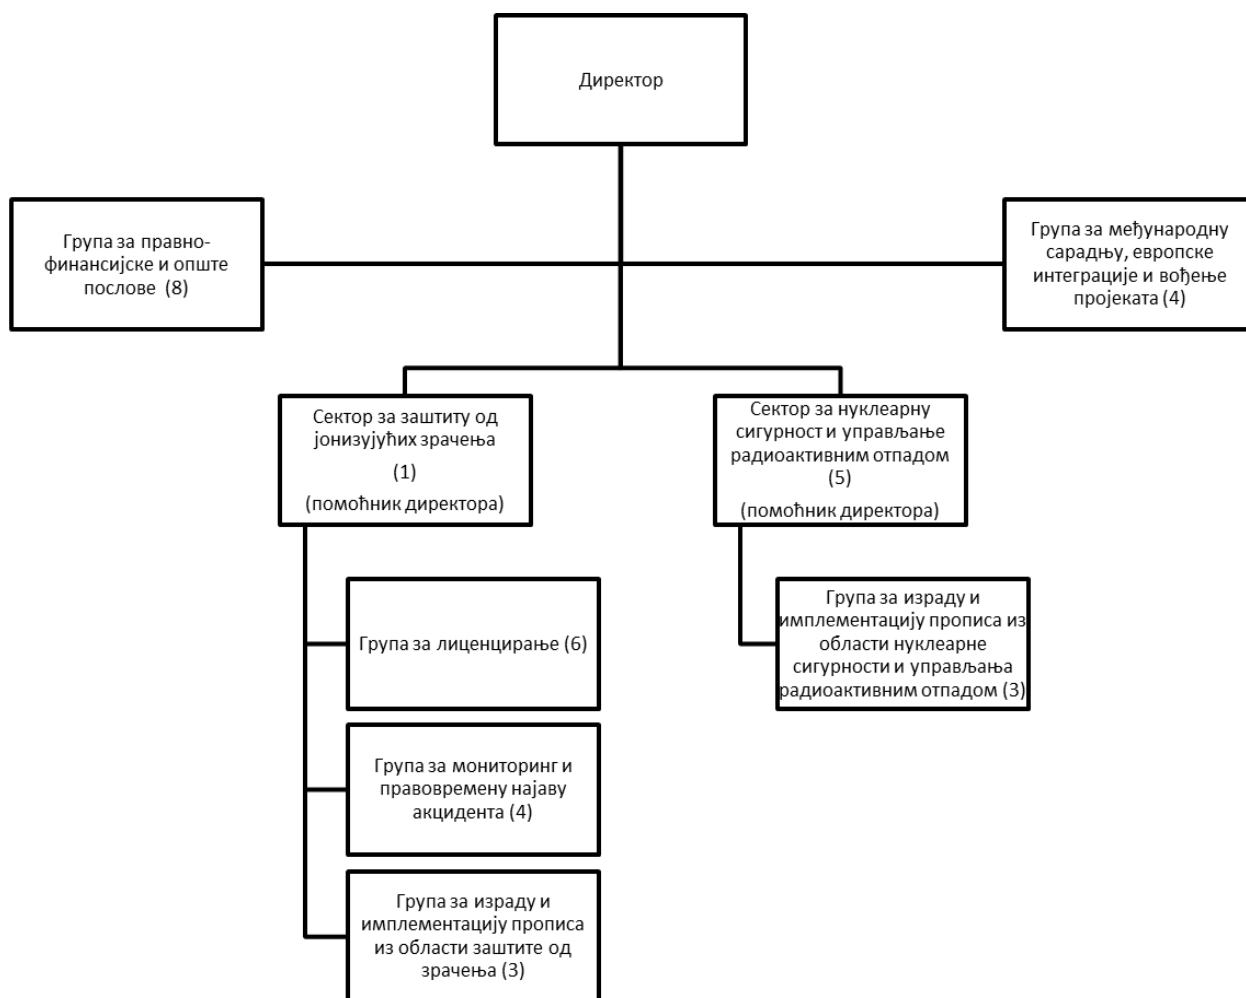 Директор
Група за правно-
финансијске и опште
послове (8)
Група за међународну
сарадњу, европске
интеграције и вођење
пројеката (4)
Сектор за заштиту од
јонизујућих зрачења
(1)
(помоћник директора)
Сектор за нуклеарну
сигурност и управљање
радиоактивним отпадом
(5)
(помоћник директора)
Група за лиценцирање (6)
Група за мониторинг и
правовремену најаву
акцидента (4)
Група за израду и
имплементацију прописа
из области заштите од
зрачења (3)
Група за израду и
имплементацију прописа из
области нуклеарне
сигурности и управљања
радиоактивним отпадом (3)